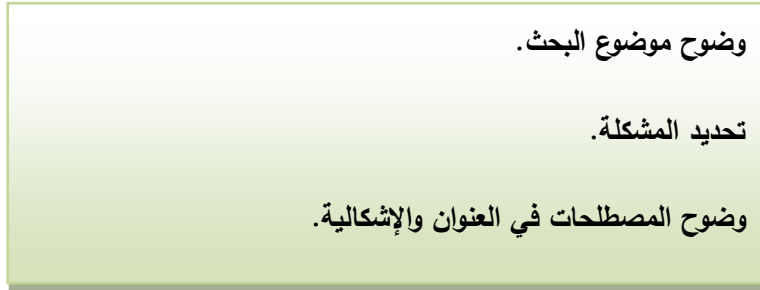 وضوح موضوع البحث.
تحديد المشكلة.
وضوح المصطلحات في العنوان والإشكالية.